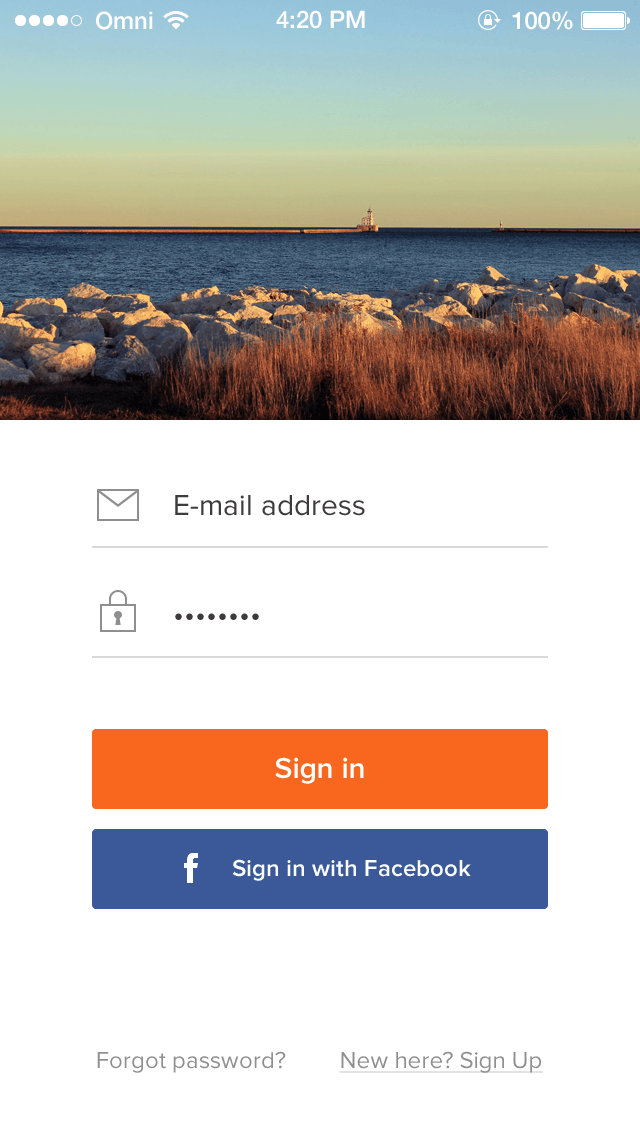 Omni 4:20 PM 100%
E-mail address
••••••••
Sign in
f Sign in with Facebook
Forgot password? New here? Sign Up